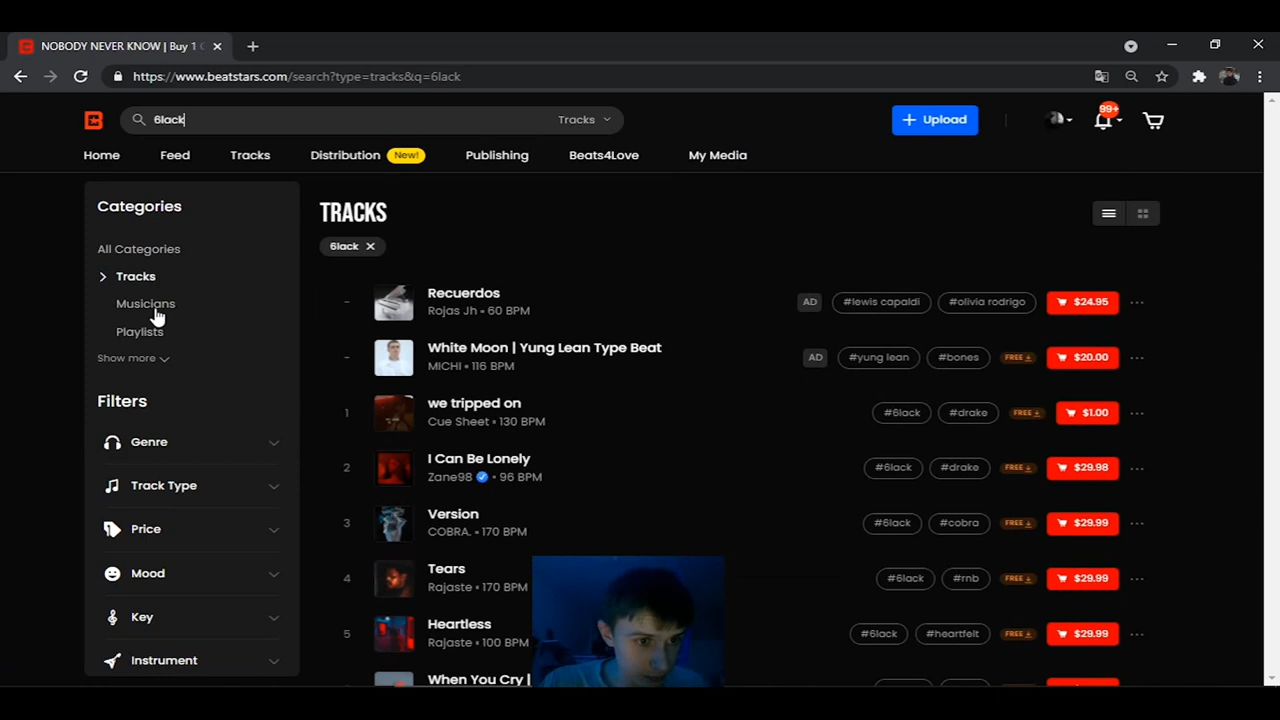 NOBODY NEVER KNOW | Buy 1
https://www.beatstars.com/search?type=tracks&q=6lack
6lack Tracks
+ Upload
99+
Home Feed Tracks Distribution New! Publishing Beats4Love My Media
Categories
All Categories
Tracks
Musicians
Playlists
Show more
Filters
Genre
Track Type
Price
Mood
Key
Instrument
TRACKS
6lack
Recuerdos
Rojas Jh • 60 BPM
AD #lewis capaldi #olivia rodrigo $24.95
White Moon | Yung Lean Type Beat
MICHI • 116 BPM
AD #yung lean #bones FREE $20.00
1
we tripped on
Cue Sheet • 130 BPM
#6lack #drake FREE $1.00
2
I Can Be Lonely
Zane98 • 96 BPM
#6lack #drake FREE $29.98
3
Version
COBRA. • 170 BPM
#6lack #cobra FREE $29.99
4
Tears
Rajaste • 170 BPM
#6lack #rnb FREE $29.99
5
Heartless
Rajaste • 100 BPM
#6lack #heartfelt FREE $29.99
When You Cry |